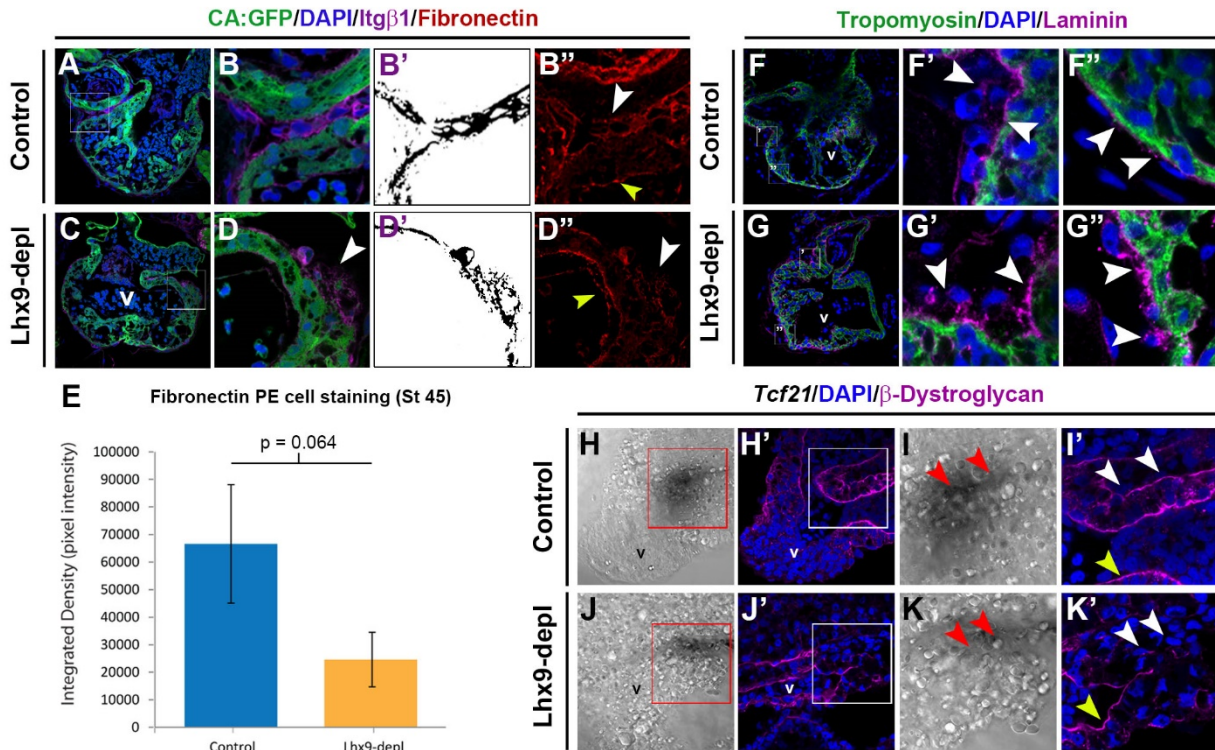 CA:GFP/DAPI/Itgβ1/Fibronectin
Control
A
B
B’
B”
Lhx9-depl
C
V
D
D’
D”
Tropomyosin/DAPI/Laminin
Control
F
’
”
V
F’
F”
Lhx9-depl
G
’
”
V
G’
G”
E
Fibronectin PE cell staining (St 45)
p = 0.064
Integrated Density (pixel intensity)
100000
90000
80000
70000
60000
50000
40000
30000
20000
10000
0
Control
Lhx9-depl
Tcf21/DAPI/β-Dystroglycan
Control
H
v
H’
v
I
I’
Lhx9-depl
J
v
J’
v
K
K’